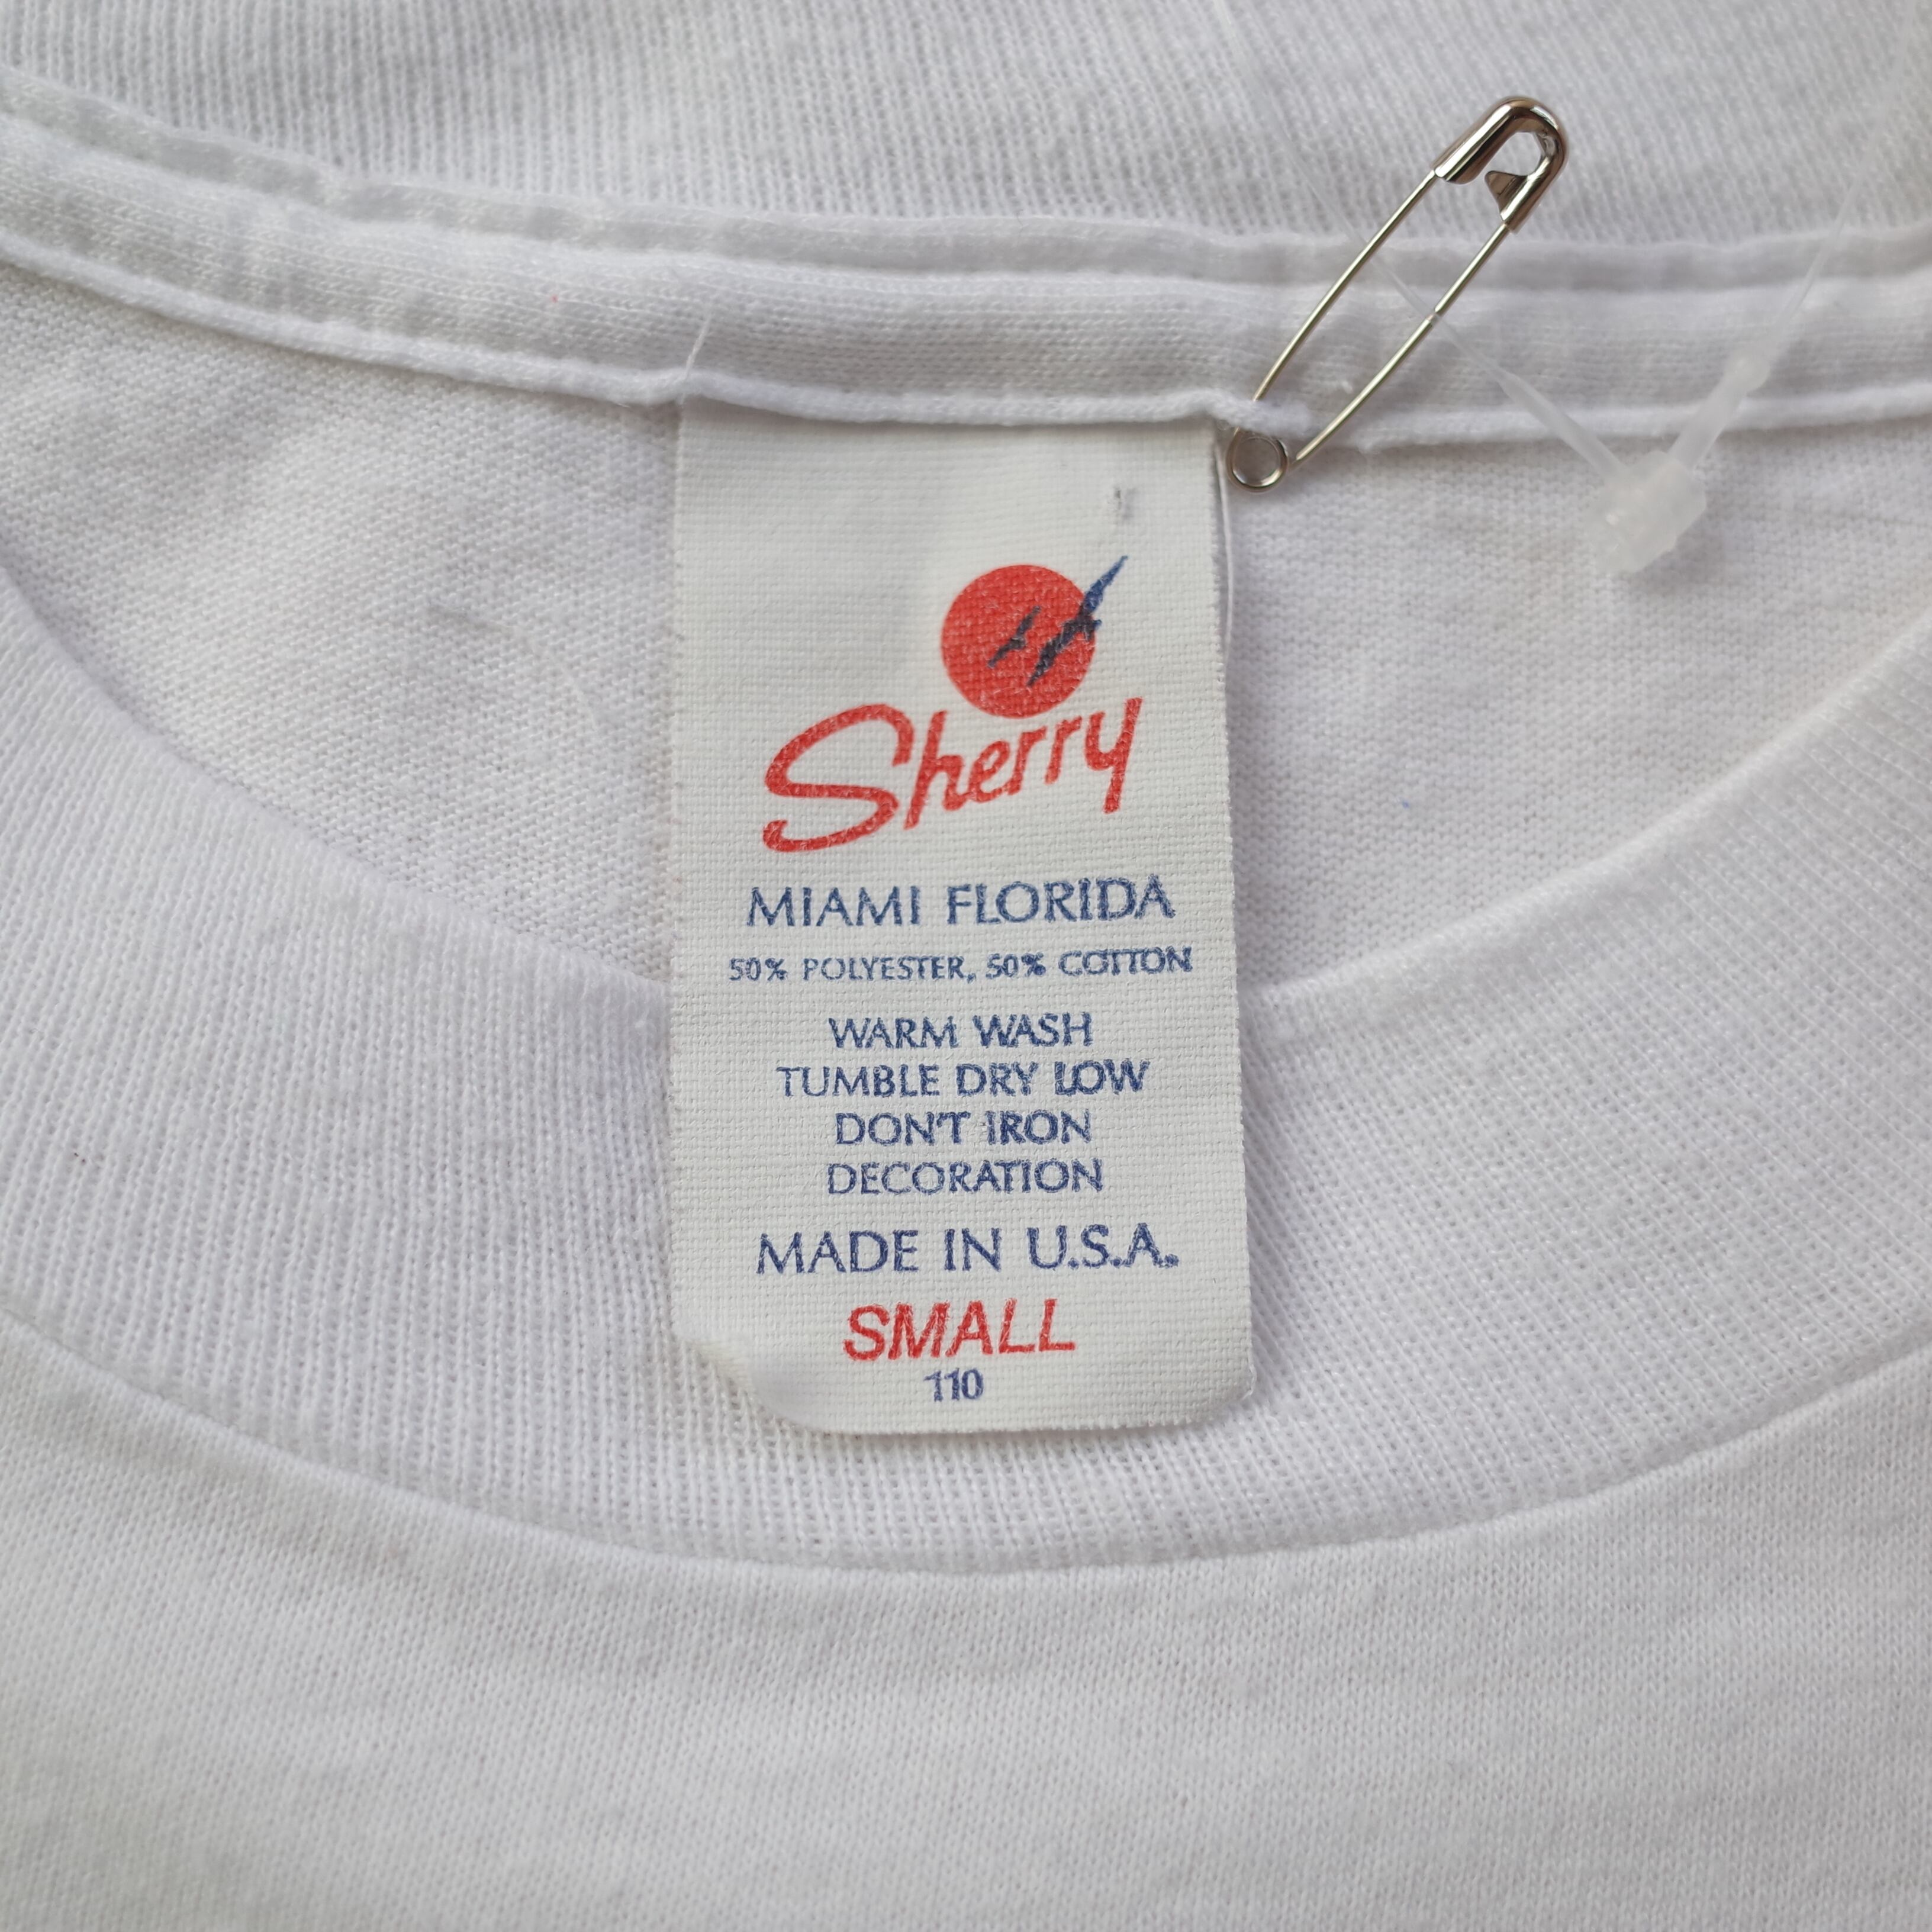 Sherry
MIAMI FLORIDA
50% POLYESTER, 50% COTTON
WARM WASH
TUMBLE DRY LOW
DON'T IRON
DECORATION
MADE IN U.S.A.
SMALL
110